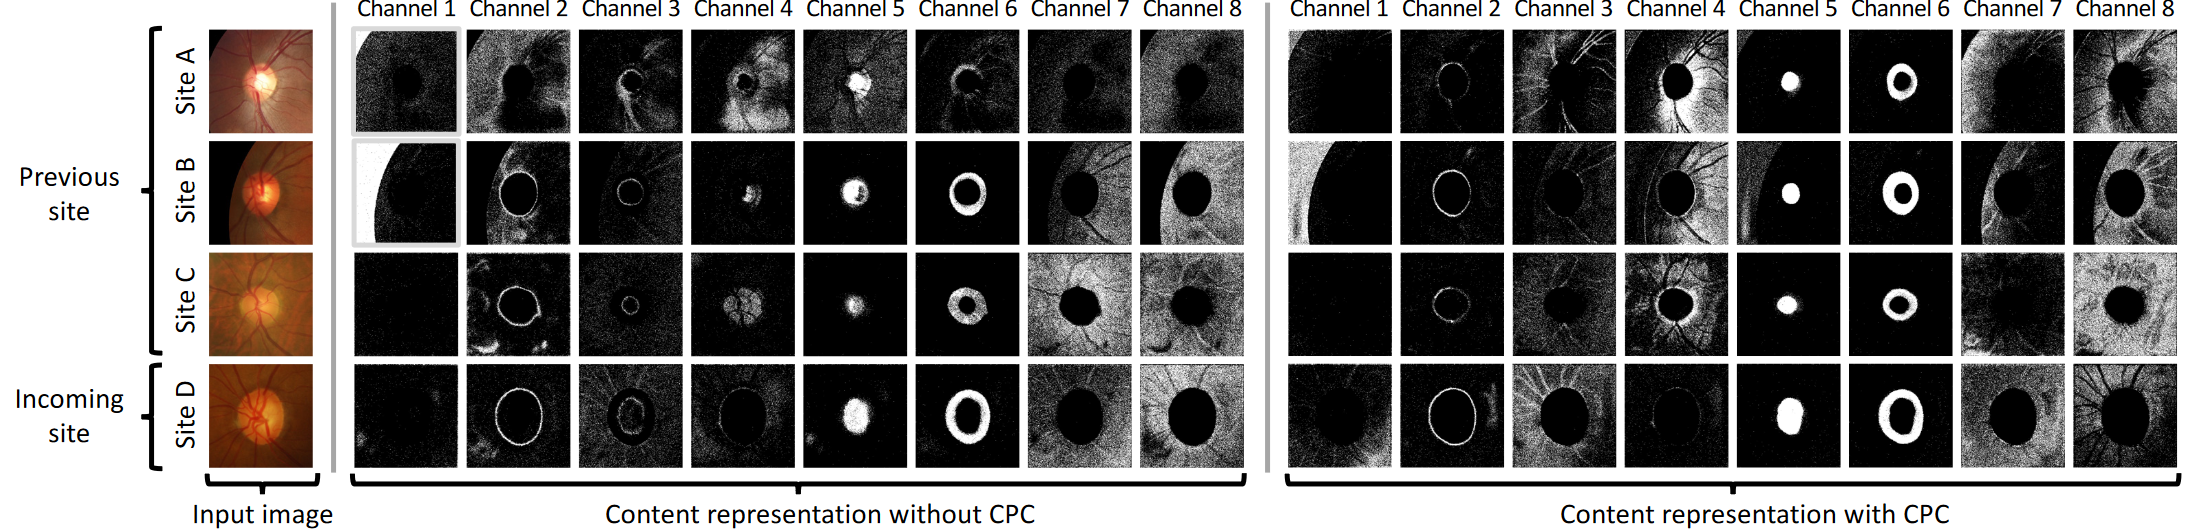 Channel 1 Channel 2 Channel 3 Channel 4 Channel 5 Channel 6 Channel 7 Channel 8 Channel 1 Channel 2 Channel 3 Channel 4 Channel 5 Channel 6 Channel 7 Channel 8
Previous
site
Site A
Site B
Site C
Incoming
site
Site D
Input image
Content representation without CPC
Content representation with CPC